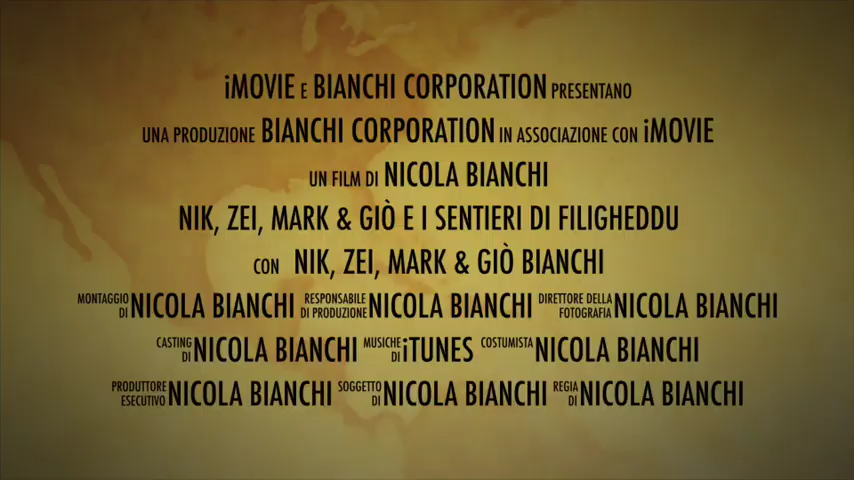 iMOVIE E BIANCHI CORPORATION PRESENTANO
UNA PRODUZIONE BIANCHI CORPORATION IN ASSOCIAZIONE CON iMOVIE
UN FILM DI NICOLA BIANCHI
NIK, ZEI, MARK & GIÒ E I SENTIERI DI FILIGHEDDU
CON NIK, ZEI, MARK & GIÒ BIANCHI
MONTAGGIO DI NICOLA BIANCHI RESPONSABILE DI PRODUZIONE NICOLA BIANCHI DIRETTORE DELLA FOTOGRAFIA NICOLA BIANCHI
CASTING DI NICOLA BIANCHI MUSICHE DI iTUNES COSTUMISTA NICOLA BIANCHI
PRODUTTORE ESECUTIVO NICOLA BIANCHI SOGGETTO DI NICOLA BIANCHI REGIA DI NICOLA BIANCHI